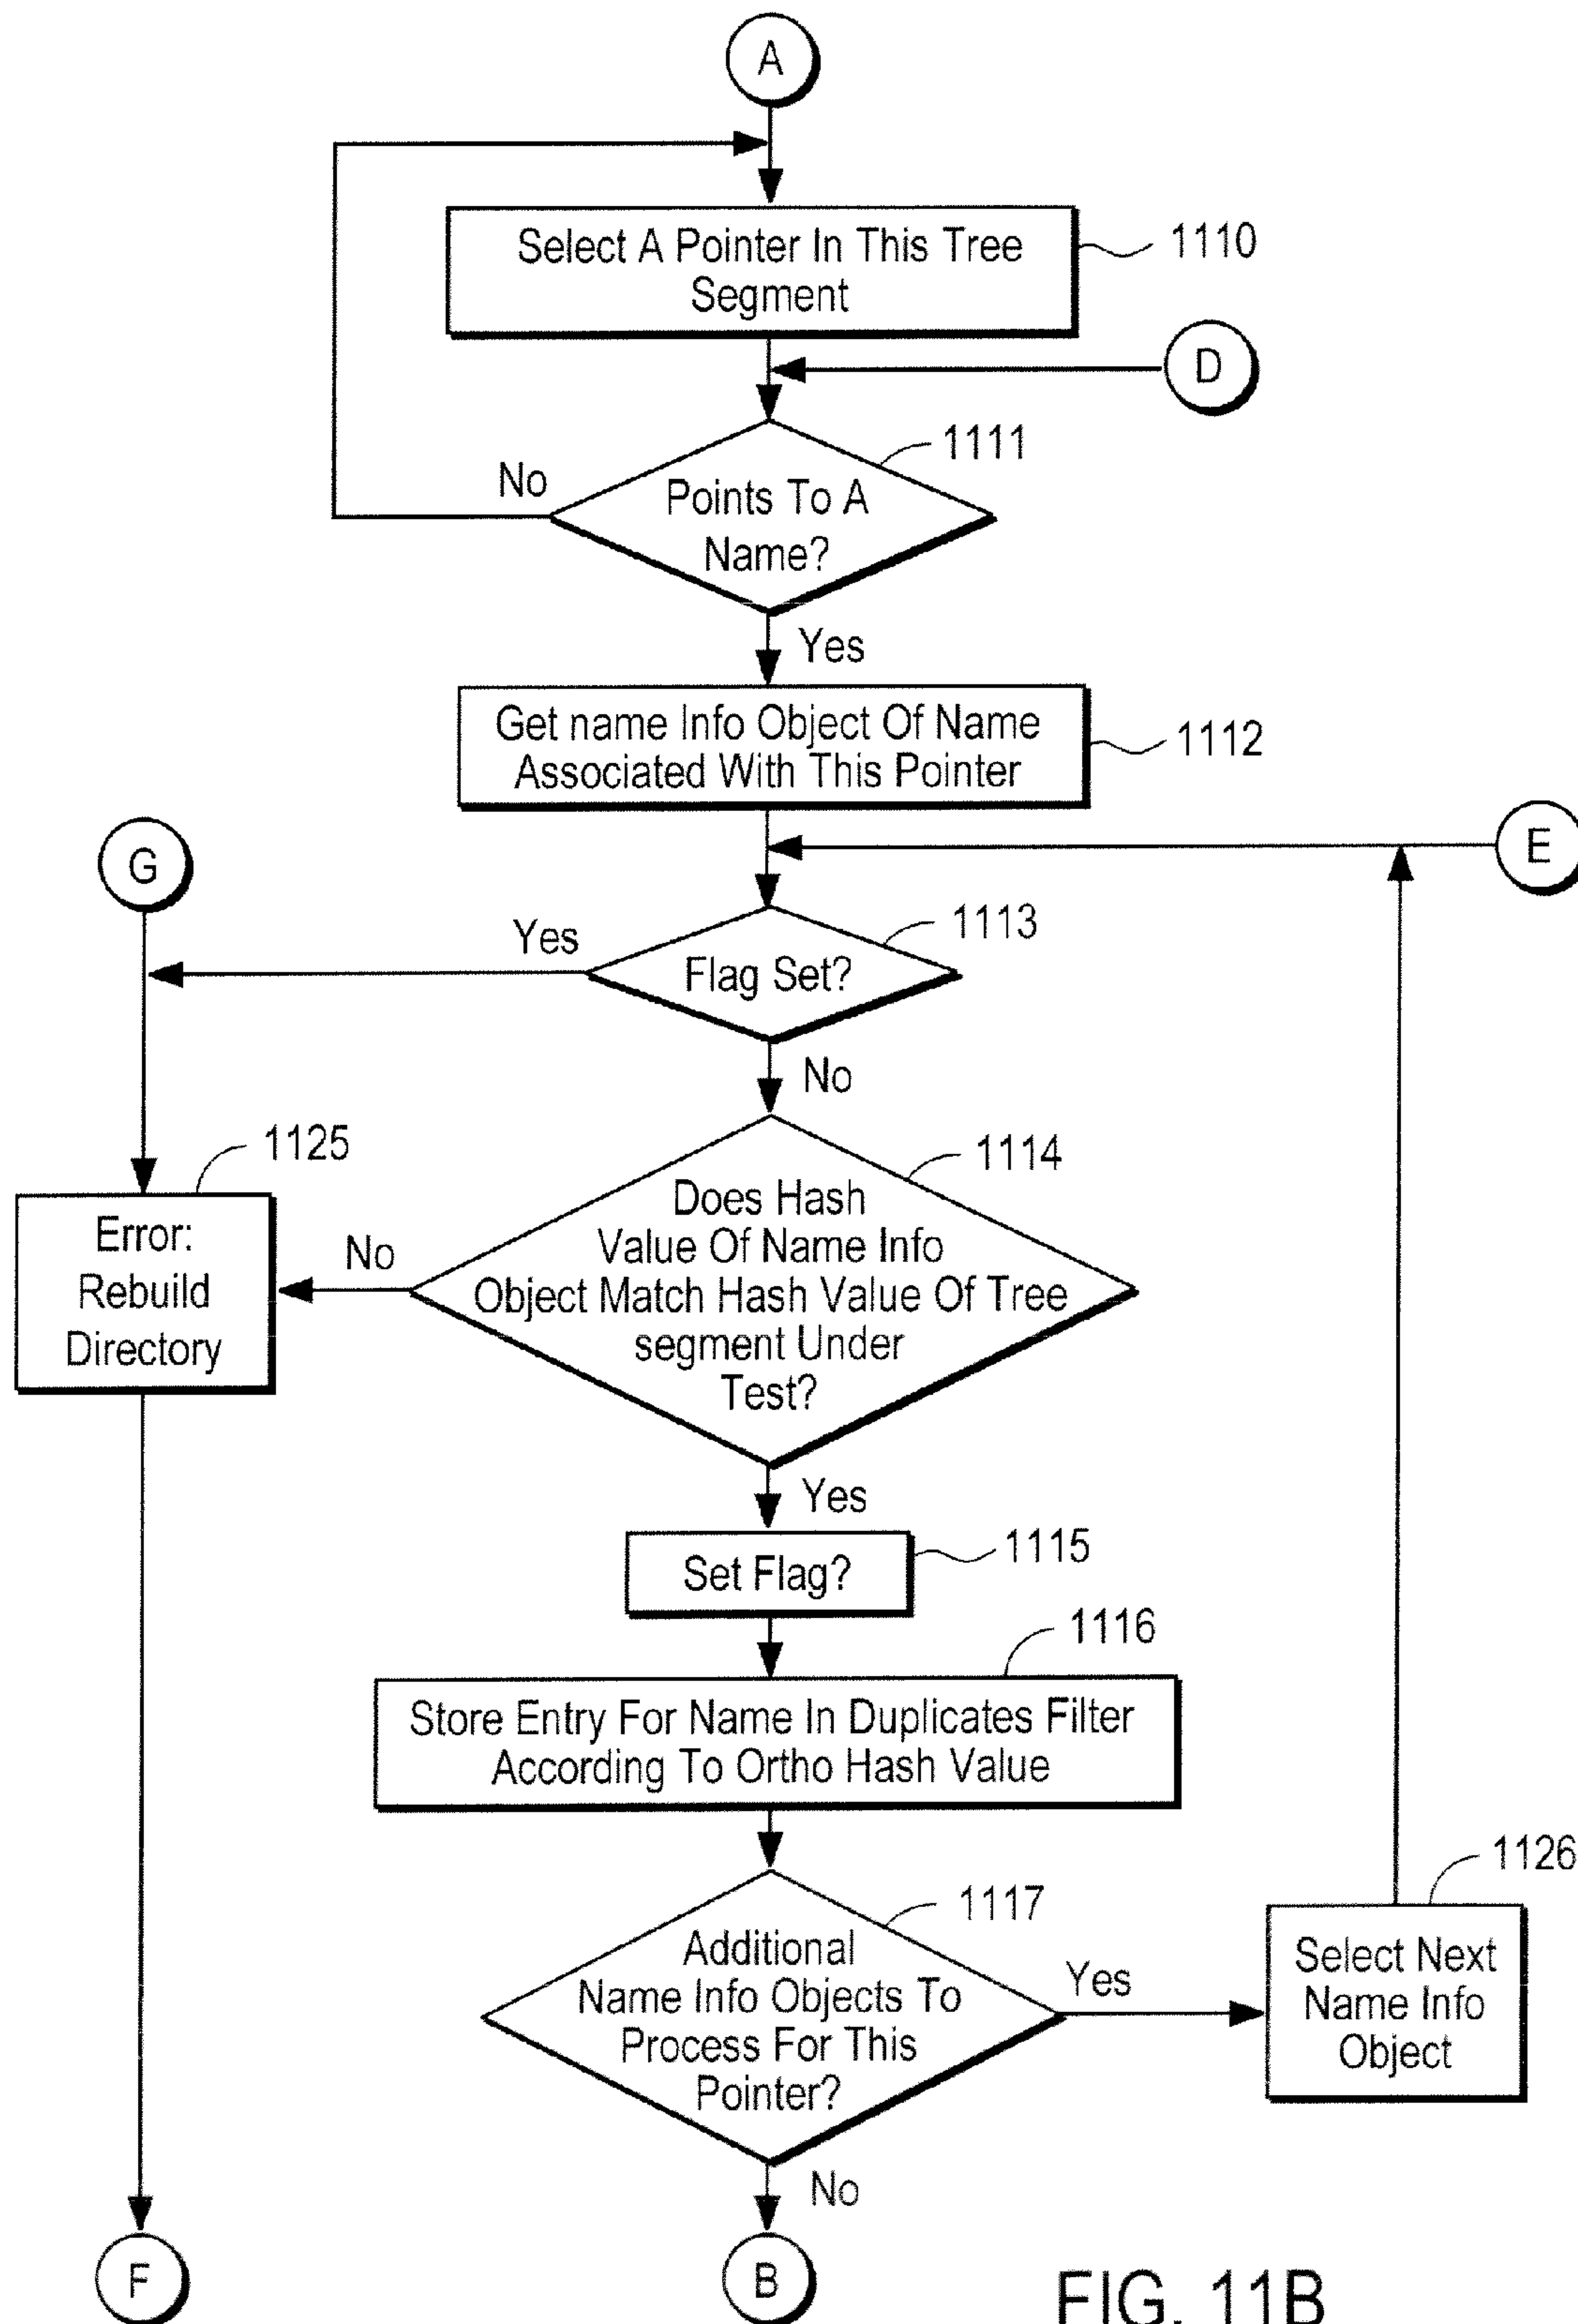 A
Select A Pointer In This Tree
Segment
1110
D
1111
No
Points To A
Name?
Yes
Get name Info Object Of Name
Associated With This Pointer
1112
G
E
Yes
1113
Flag Set?
No
1125
1114
Error:
Rebuild
Directory
No
Does Hash
Value Of Name Info
Object Match Hash Value Of Tree
segment Under
Test?
Yes
Set Flag?
1115
1116
Store Entry For Name In Duplicates Filter
According To Ortho Hash Value
1117
1126
Additional
Name Info Objects To
Process For This
Pointer?
Yes
Select Next
Name Info
Object
No
F
B
FIG. 11B